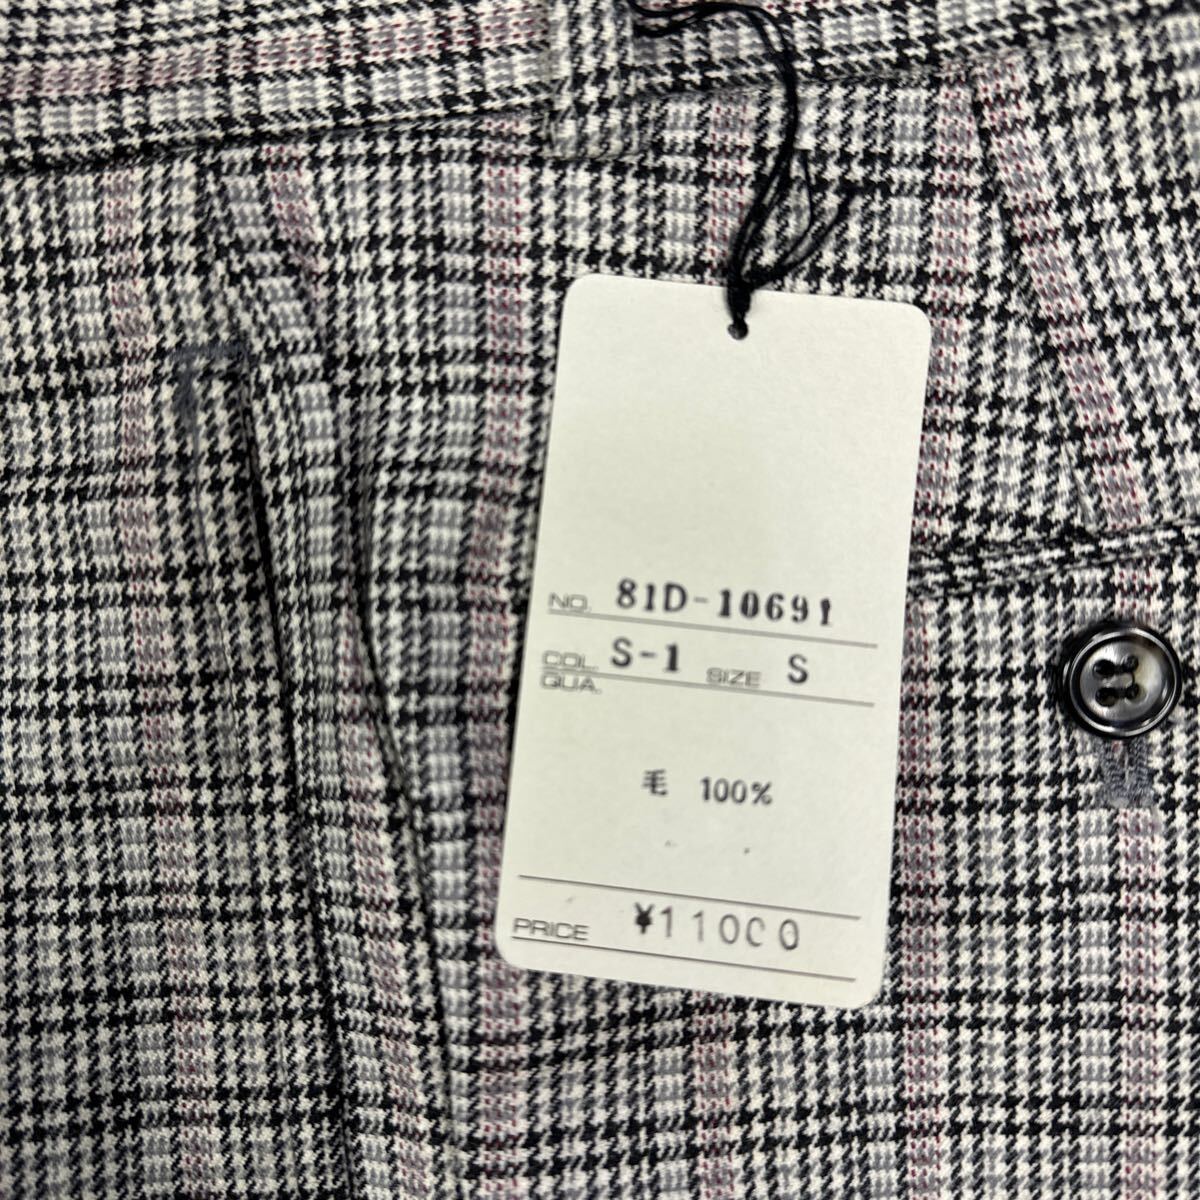 NO. 81D-10691
COL. S-1 SIZE S
QUA.
毛 100%
PRICE ¥11000